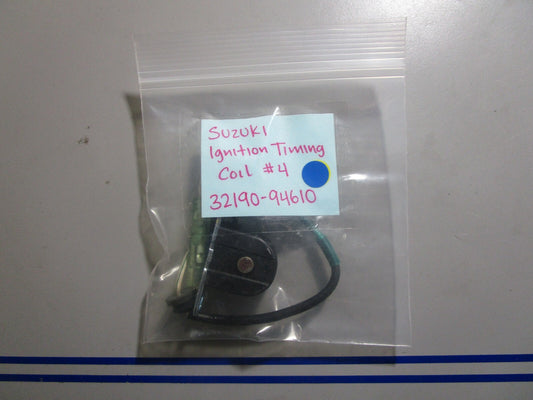 Suzuki
Ignition Timing
Coil #4
32190-94610